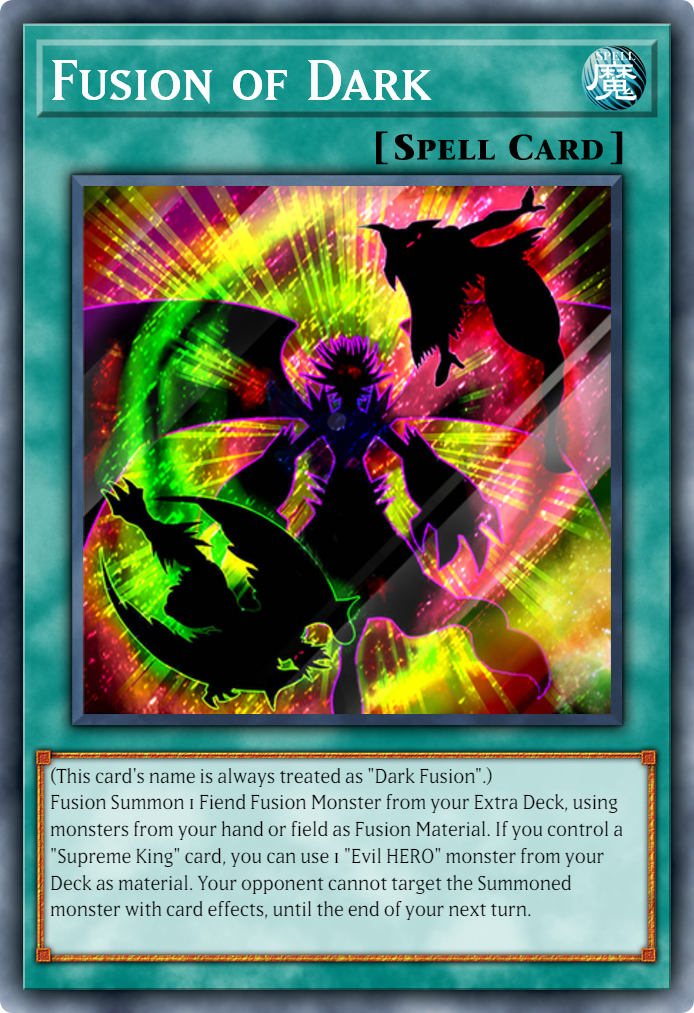 Fusion of Dark
SPELL
魔
[Spell Card]
(This card's name is always treated as "Dark Fusion".)
Fusion Summon 1 Fiend Fusion Monster from your Extra Deck, using
monsters from your hand or field as Fusion Material. If you control a
"Supreme King" card, you can use 1 "Evil HERO" monster from your
Deck as material. Your opponent cannot target the Summoned
monster with card effects, until the end of your next turn.